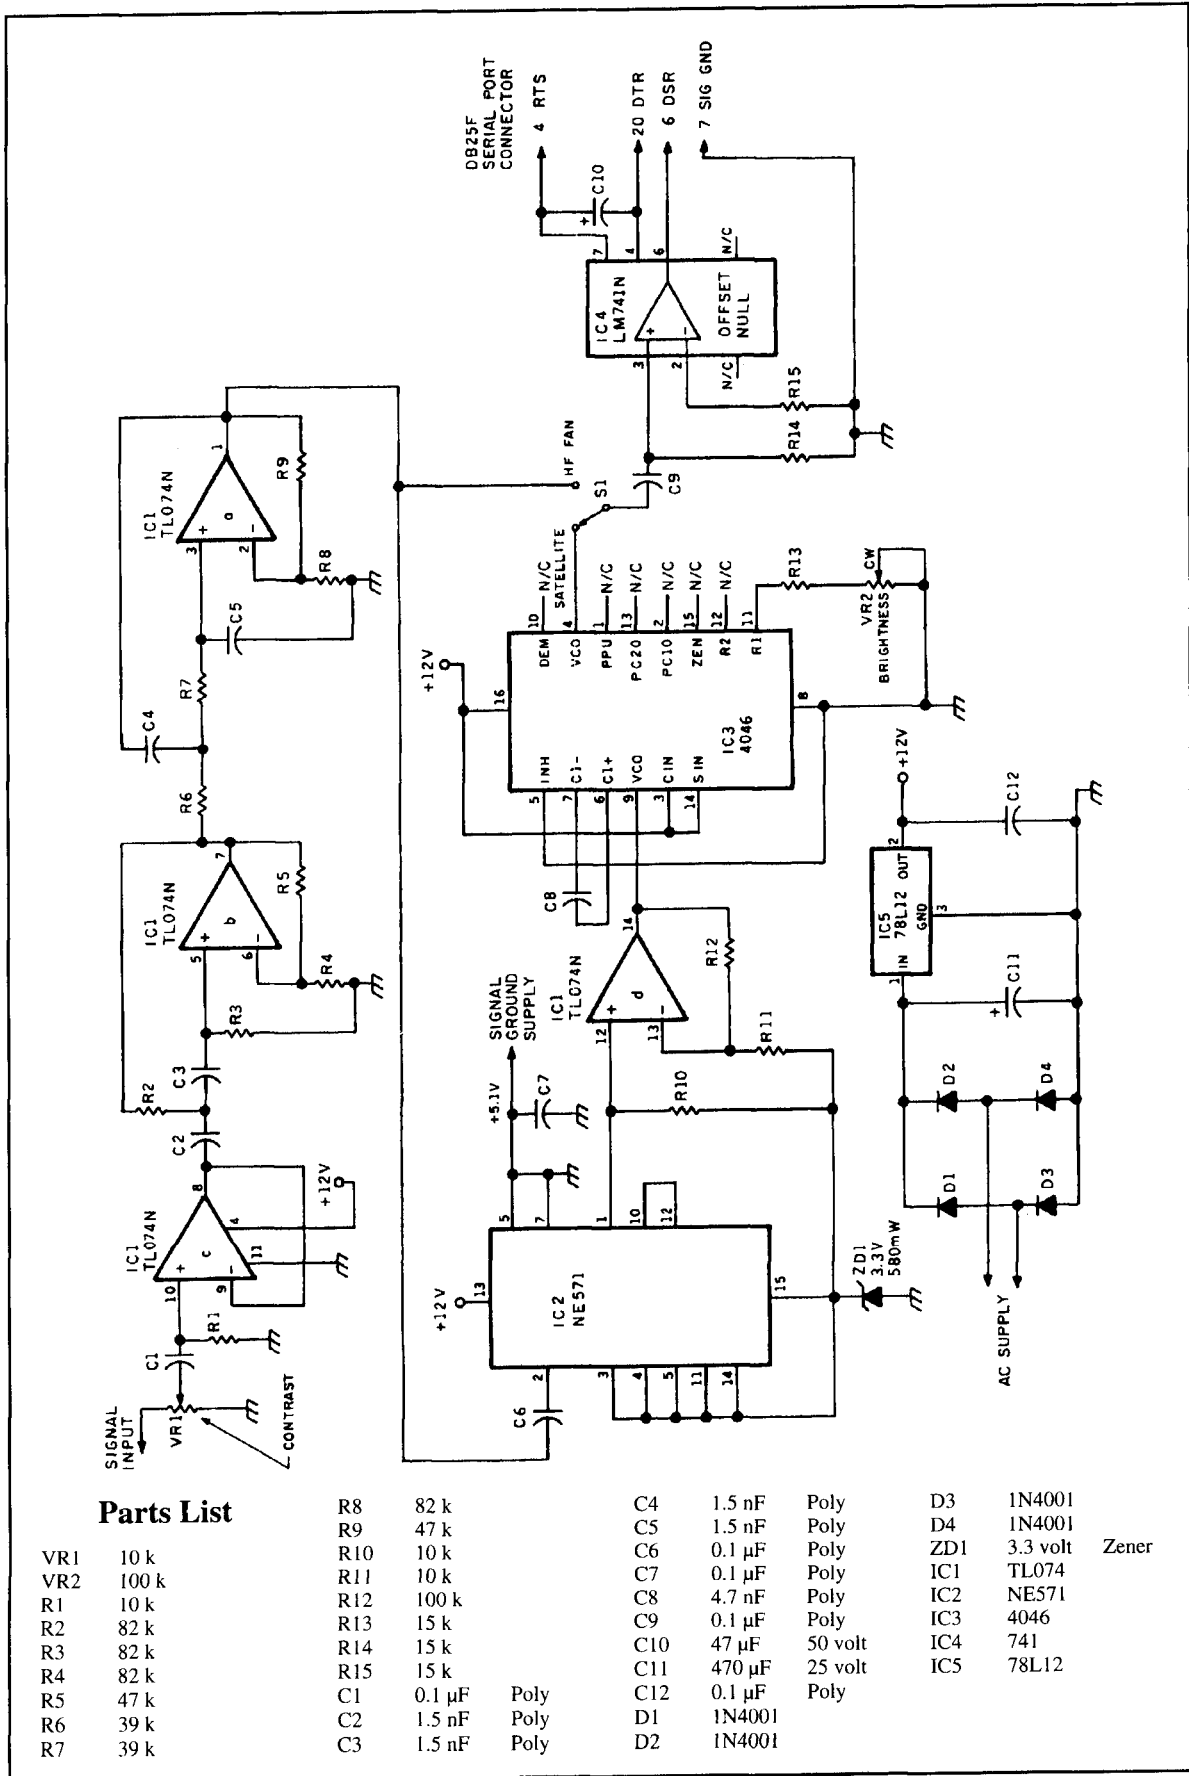 DB25F
SERIAL PORT
CONNECTOR
4 RTS
20 DTR
6 DSR
7 SIG GND
C10
+
7
4
6
N/C
IC4
LM741N
+
-
OFFSET
NULL
3
2
N/C
R15
R14
C9
S1
HF FAN
SATELLITE
IC1
TL074N
a
+
-
3
2
1
R9
R8
C5
R7
C4
R6
IC1
TL074N
b
+
-
5
6
7
R5
R4
R3
C3
R2
C2
IC1
TL074N
c
+
-
10
9
8
4
11
+12V
R1
C1
VR1
SIGNAL
INPUT
CONTRAST
+12V
16
10
DEM
N/C
4
VCO
1
PPU
N/C
13
PC20
N/C
2
PC10
N/C
15
ZEN
N/C
12
R2
N/C
11
R1
R13
VR2
CW
BRIGHTNESS
8
IC3
4046
INH
5
C1-
7
C1+
6
VCO
9
CIN
3
SIN
14
C8
IC1
TL074N
d
+
-
12
13
14
R12
R11
R10
SIGNAL
GROUND
SUPPLY
+5.1V
C7
5
7
1
10
12
+12V
13
IC2
NE571
15
2
3
4
5
11
14
C6
ZD1
3.3V
580mW
IC5
78L12
IN
OUT
GND
1
2
3
+12V
C12
+
C11
+
D2
D4
D1
D3
AC SUPPLY
Parts List
VR1 10 k
VR2 100 k
R1 10 k
R2 82 k
R3 82 k
R4 82 k
R5 47 k
R6 39 k
R7 39 k
R8 82 k
R9 47 k
R10 10 k
R11 10 k
R12 100 k
R13 15 k
R14 15 k
R15 15 k
C1 0.1 µF Poly
C2 1.5 nF Poly
C3 1.5 nF Poly
C4 1.5 nF Poly
C5 1.5 nF Poly
C6 0.1 µF Poly
C7 0.1 µF Poly
C8 4.7 nF Poly
C9 0.1 µF Poly
C10 47 µF 50 volt
C11 470 µF 25 volt
C12 0.1 µF Poly
D1 1N4001
D2 1N4001
D3 1N4001
D4 1N4001
ZD1 3.3 volt Zener
IC1 TL074
IC2 NE571
IC3 4046
IC4 741
IC5 78L12